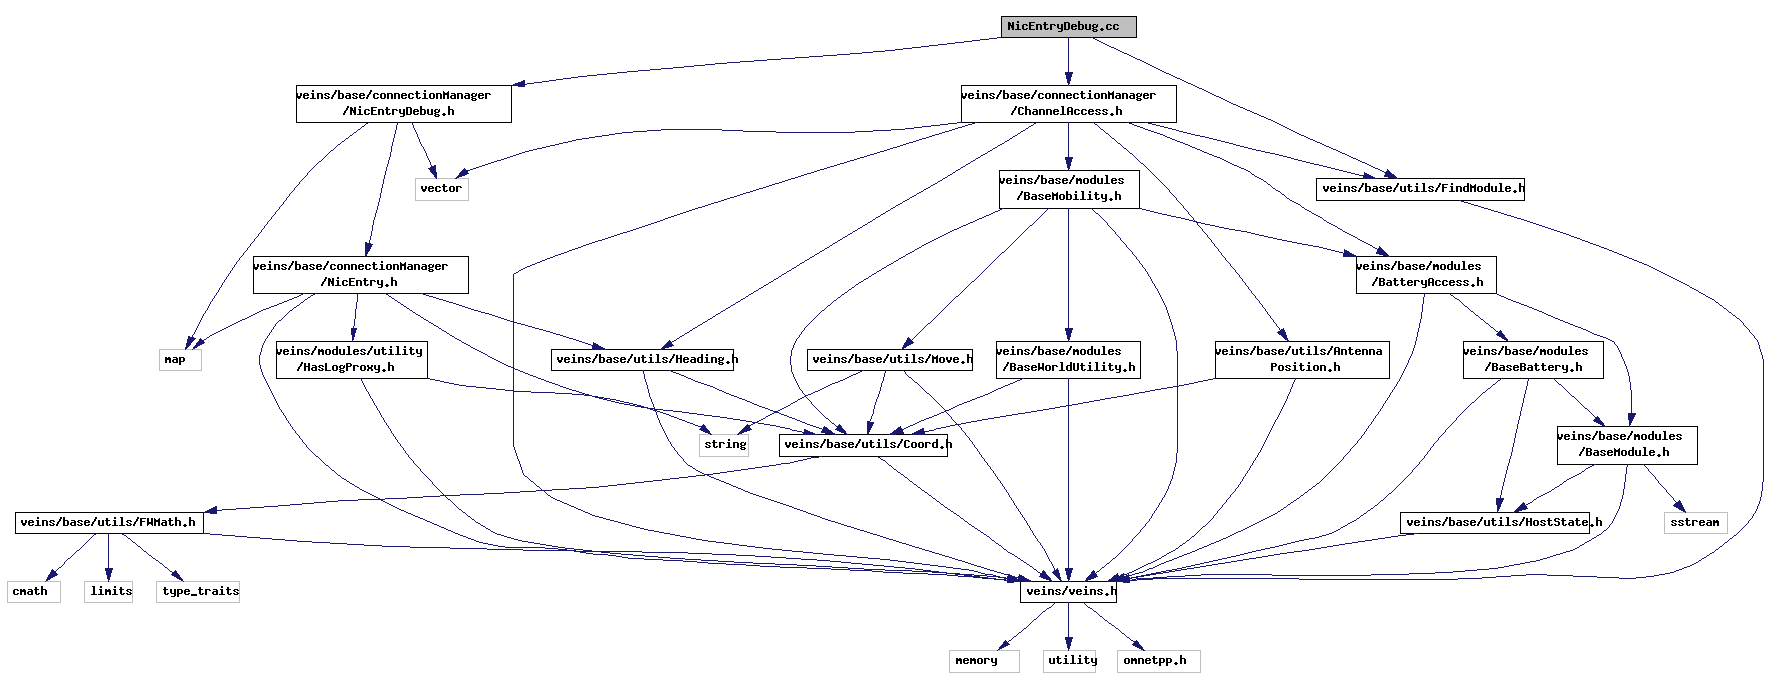 NicEntryDebug.cc
veins/base/connectionManager
/NicEntryDebug.h
veins/base/connectionManager
/ChannelAccess.h
vector
veins/base/modules
/BaseMobility.h
veins/base/utils/FindModule.h
veins/base/connectionManager
/NicEntry.h
veins/base/modules
/BatteryAccess.h
map
veins/modules/utility
/HasLogProxy.h
veins/base/utils/Heading.h
veins/base/utils/Move.h
veins/base/modules
/BaseWorldUtility.h
veins/base/utils/Antenna
Position.h
veins/base/modules
/BaseBattery.h
string
veins/base/utils/Coord.h
veins/base/modules
/BaseModule.h
veins/base/utils/FWMath.h
veins/base/utils/HostState.h
sstream
cmath
limits
type_traits
veins/veins.h
memory
utility
omnetpp.h